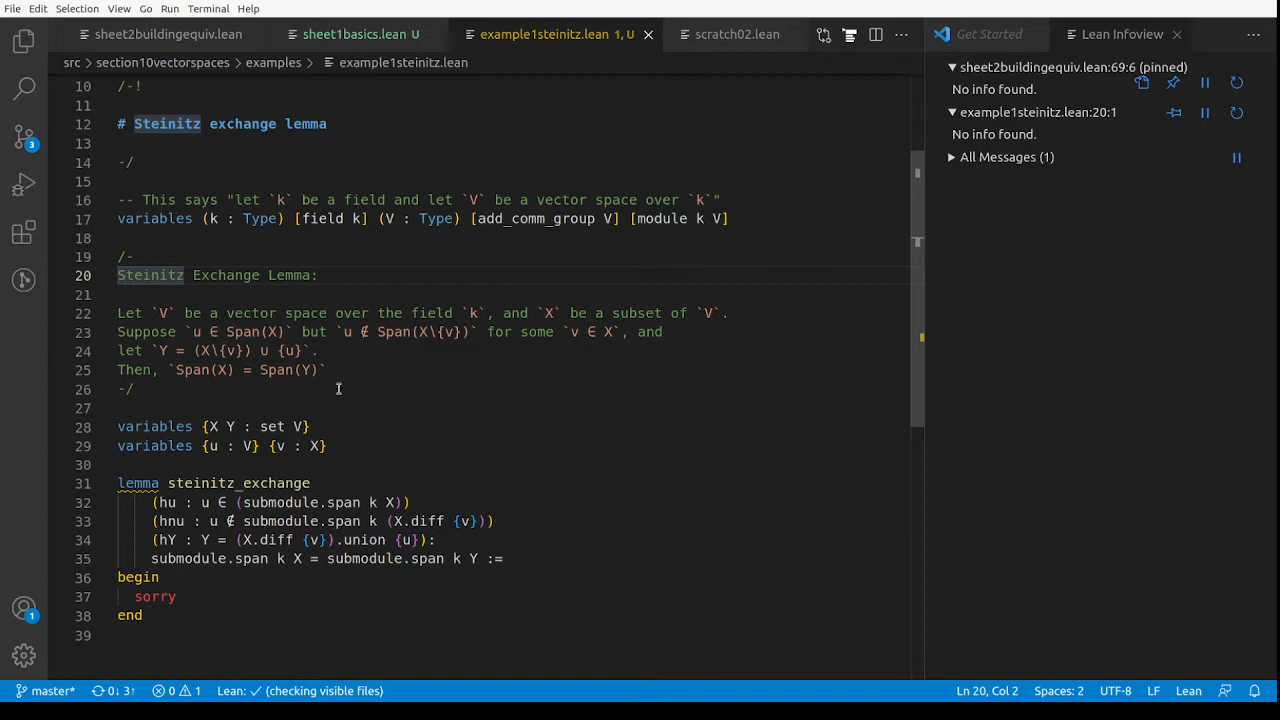 File Edit Selection View Go Run Terminal Help
sheet2buildingequiv.lean sheet1basics.lean U example1steinitz.lean 1, U scratch02.lean Get Started Lean Infoview
src > section10vectorspaces > examples > example1steinitz.lean
sheet2buildingequiv.lean:69:6 (pinned)
No info found.
example1steinitz.lean:20:1
No info found.
All Messages (1)
10 /-!
11
12 # Steinitz exchange lemma
13
14 -/
15
16 -- This says "let `k` be a field and let `V` be a vector space over `k`"
17 variables (k : Type) [field k] (V : Type) [add_comm_group V] [module k V]
18
19 /-
20 Steinitz Exchange Lemma:
21
22 Let `V` be a vector space over the field `k`, and `X` be a subset of `V`.
23 Suppose `u ∈ Span(X)` but `u ∉ Span(X\{v})` for some `v ∈ X`, and
24 let `Y = (X\{v}) ∪ {u}`.
25 Then, `Span(X) = Span(Y)`
26 -/
27
28 variables {X Y : set V}
29 variables {u : V} {v : X}
30
31 lemma steinitz_exchange
32 (hu : u ∈ (submodule.span k X))
33 (hnu : u ∉ submodule.span k (X.diff {v}))
34 (hY : Y = (X.diff {v}).union {u}):
35 submodule.span k X = submodule.span k Y :=
36 begin
37 sorry
38 end
39
3
1
master* 0↓ 3↑ 0 1 Lean: ✓ (checking visible files) Ln 20, Col 2 Spaces: 2 UTF-8 LF Lean